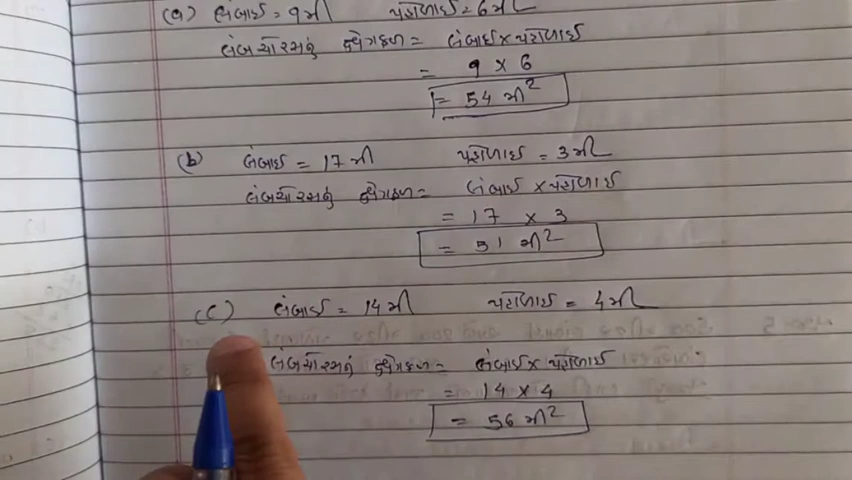 (a) લંબાઈ = 9 મી પહોળાઈ = 6 મી
લંબચોરસનું ક્ષેત્રફળ = લંબાઈ × પહોળાઈ
= 9 × 6
= 54 મી²
(b) લંબાઈ = 17 મી પહોળાઈ = 3 મી
લંબચોરસનું ક્ષેત્રફળ = લંબાઈ × પહોળાઈ
= 17 × 3
= 51 મી²
(c) લંબાઈ = 14 મી પહોળાઈ = 4 મી
લંબચોરસનું ક્ષેત્રફળ = લંબાઈ × પહોળાઈ
= 14 × 4
= 56 મી²